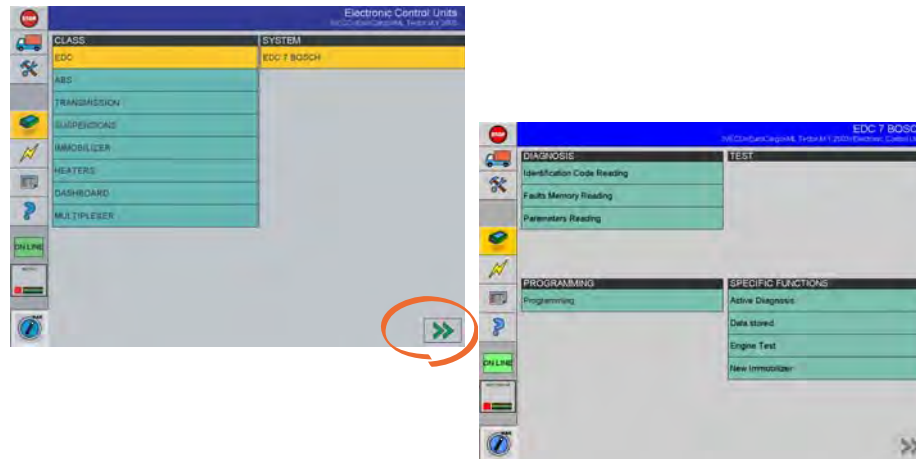 STOP
Electronic Control Units
CLASS
SYSTEM
EDC
EDC 7 BOSCH
ABS
TRANSMISSION
SUSPENSIONS
IMMOBILIZER
HEATERS
DASHBOARD
MULTIPLEXER
ON LINE
STOP
EDC 7 BOSC
DIAGNOSIS
TEST
Identification Code Reading
Faults Memory Reading
Parameters Reading
PROGRAMMING
SPECIFIC FUNCTIONS
Programming
Active Diagnosis
Data stored
Engine Test
New Immobilizer
ON LINE